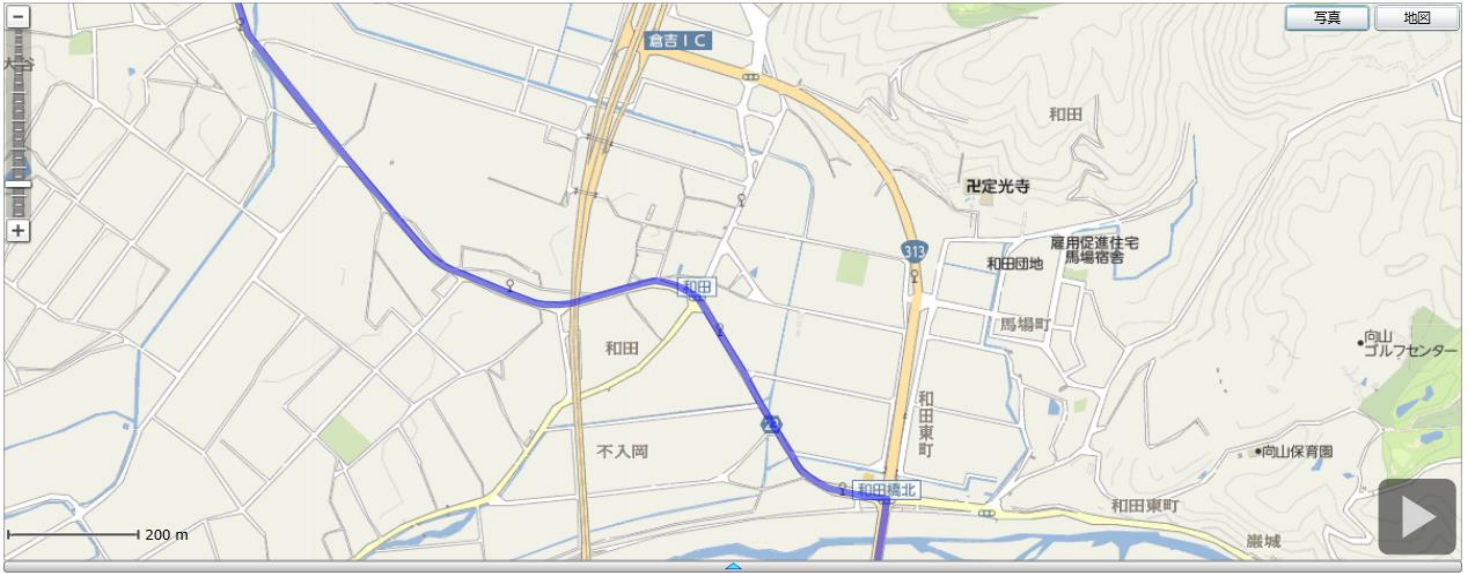 写真
地図
倉吉IC
大谷
和田
卍定光寺
雇用促進住宅
馬場宿舎
313
和田団地
和田
馬場町
向山
ゴルフセンター
和田
和田東町
不入岡
向山保育園
和田橋北
和田東町
200 m
巌城